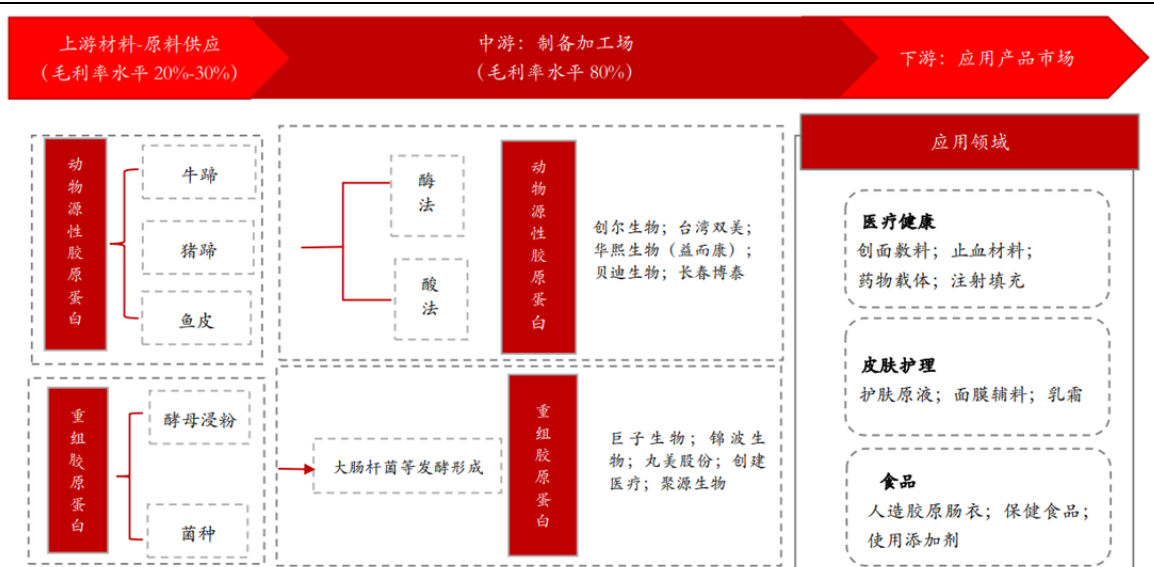 上游材料-原料供应
（毛利率水平 20%-30%）
中游：制备加工场
（毛利率水平 80%）
下游：应用产品市场
动物源性胶原蛋白
牛蹄
猪蹄
鱼皮
酶法
酸法
动物源性胶原蛋白
创尔生物；台湾双美；
华熙生物（益而康）；
贝迪生物；长春博泰
重组胶原蛋白
酵母浸粉
菌种
大肠杆菌等发酵形成
重组胶原蛋白
巨子生物；锦波生
物；丸美股份；创建
医疗；聚源生物
应用领域
医疗健康
创面敷料；止血材料；
药物载体；注射填充
皮肤护理
护肤原液；面膜辅料；乳霜
食品
人造胶原肠衣；保健食品；
使用添加剂